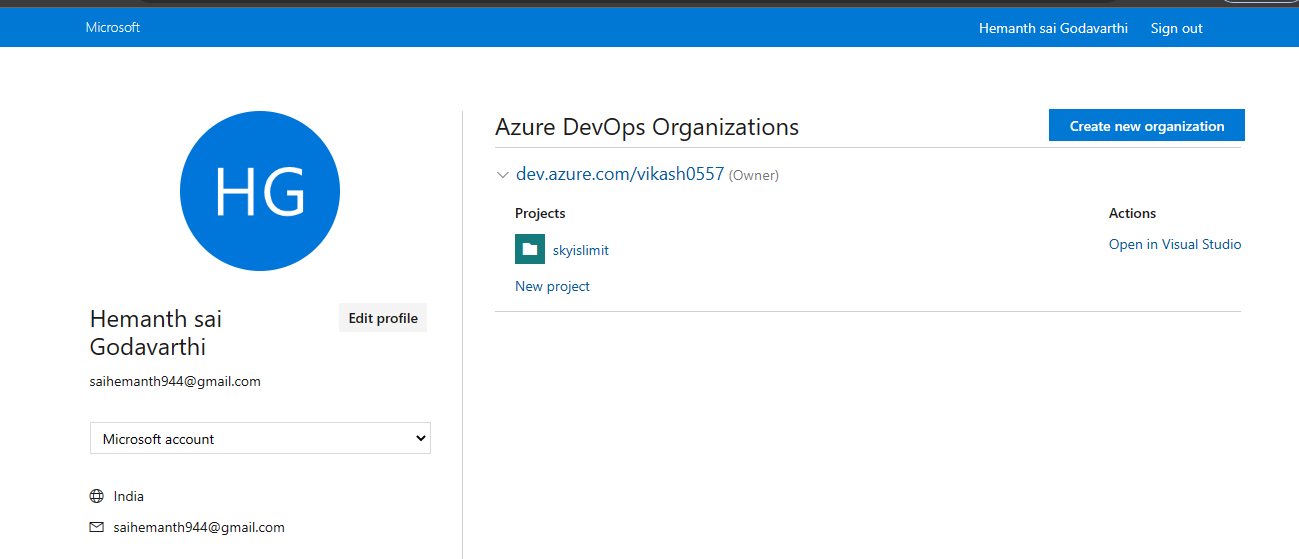 Microsoft
Hemanth sai Godavarthi Sign out
HG
Hemanth sai
Godavarthi
Edit profile
saihemanth944@gmail.com
Microsoft account
India
saihemanth944@gmail.com
Azure DevOps Organizations
Create new organization
dev.azure.com/vikash0557 (Owner)
Projects
Actions
skyislimit
Open in Visual Studio
New project